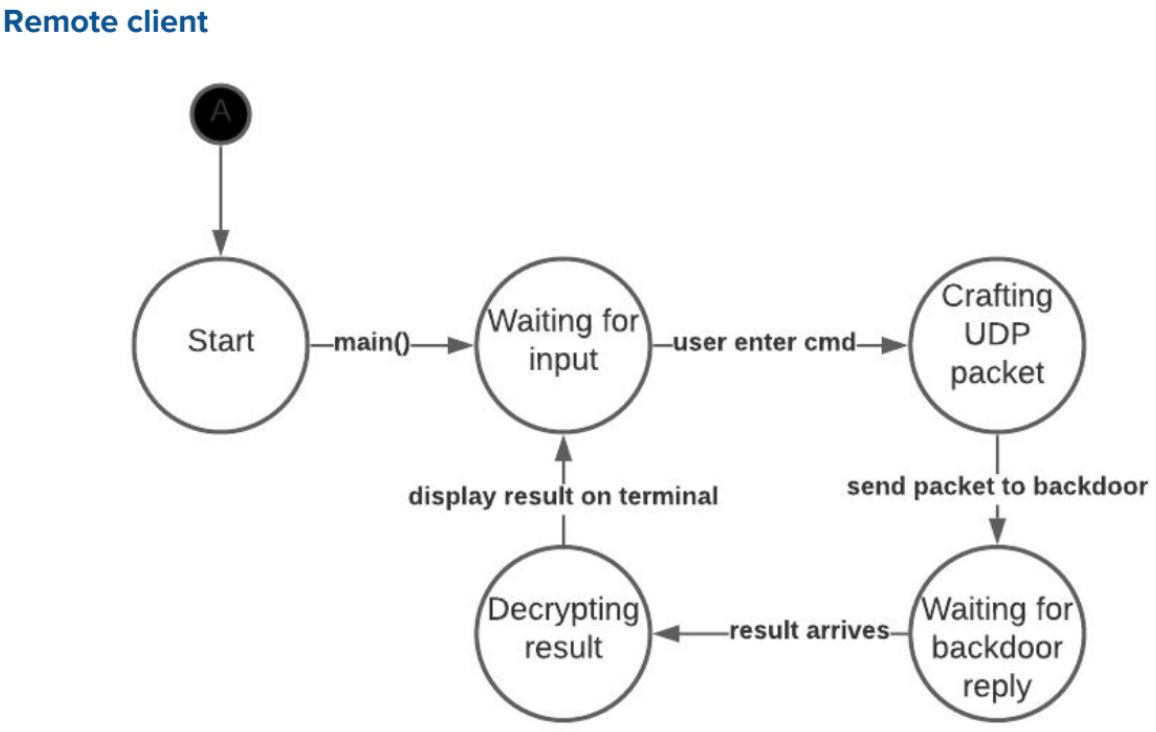 Remote client
A
Start
main()
Waiting for
input
user enter cmd
Crafting
UDP
packet
display result on terminal
send packet to backdoor
Decrypting
result
result arrives
Waiting for
backdoor
reply